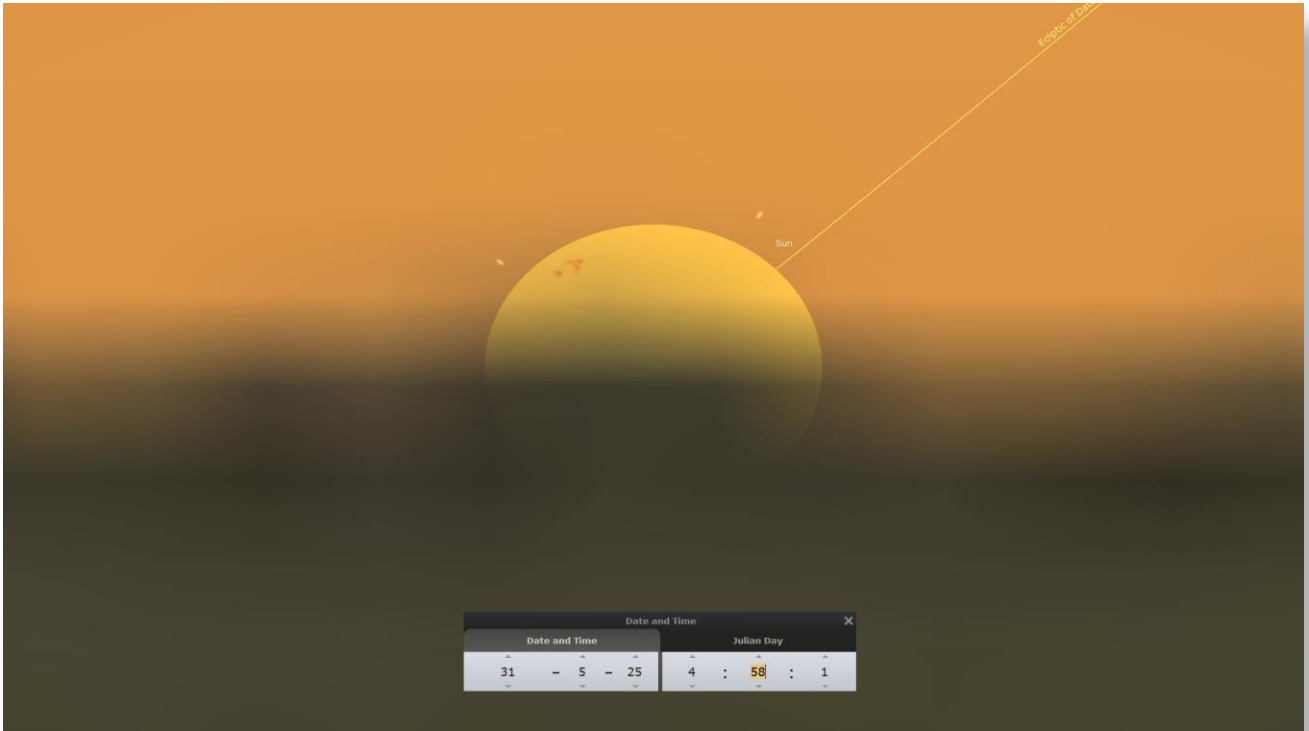 Ecliptic of Date
Sun
Date and Time
Date and Time Julian Day
31 - 5 - 25 4 : 58 : 1